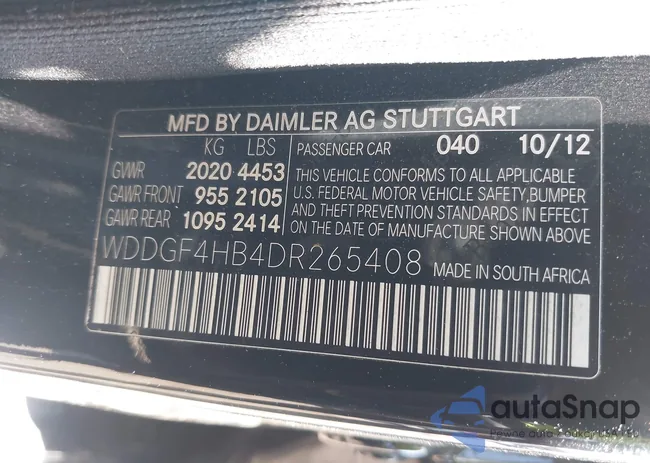 MFD BY DAIMLER AG STUTTGART
KG LBS
GVWR 2020 4453
GAWR FRONT 955 2105
GAWR REAR 1095 2414
PASSENGER CAR 040 10/12
THIS VEHICLE CONFORMS TO ALL APPLICABLE
U.S. FEDERAL MOTOR VEHICLE SAFETY,BUMPER
AND THEFT PREVENTION STANDARDS IN EFFECT
ON DATE OF MANUFACTURE SHOWN ABOVE
WDDGF4HB4DR265408 MADE IN SOUTH AFRICA
autaSnap
Pewne auto